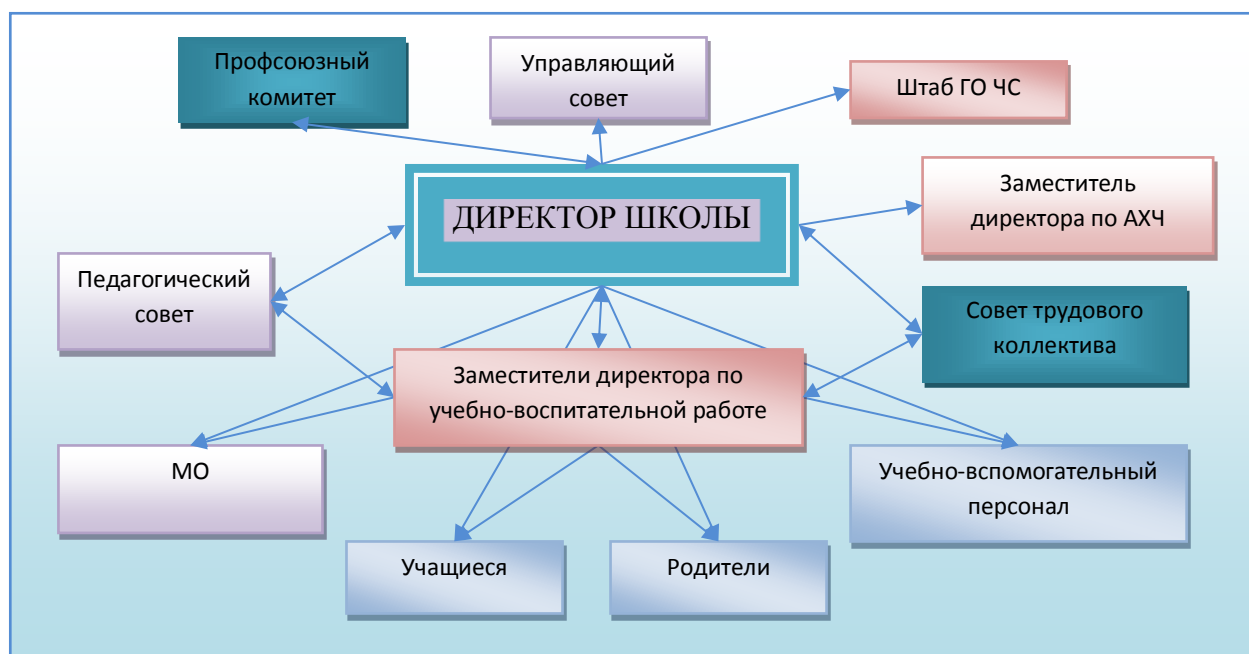 Профсоюзный
комитет
Управляющий
совет
Штаб ГО ЧС
ДИРЕКТОР ШКОЛЫ
Заместитель
директора по АХЧ
Педагогический
совет
Совет трудового
коллектива
Заместители директора по
учебно-воспитательной работе
МО
Учебно-вспомогательный
персонал
Учащиеся
Родители